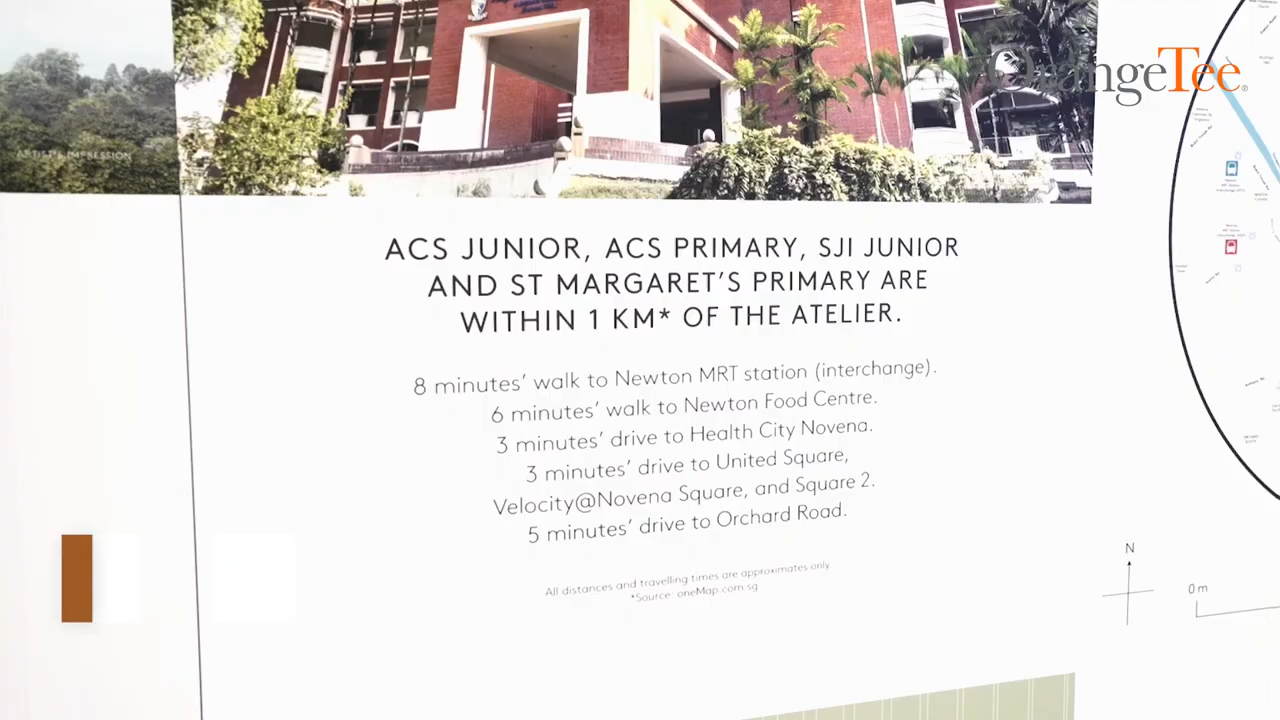 OrangeTee
ARTIST'S IMPRESSION
ACS JUNIOR, ACS PRIMARY, SJI JUNIOR
AND ST MARGARET'S PRIMARY ARE
WITHIN 1 KM* OF THE ATELIER.
8 minutes' walk to Newton MRT station (interchange).
6 minutes' walk to Newton Food Centre.
3 minutes' drive to Health City Novena.
3 minutes' drive to United Square,
Velocity@Novena Square, and Square 2.
5 minutes' drive to Orchard Road.
All distances and travelling times are approximates only.
*Source: oneMap.com.sg
N
0m